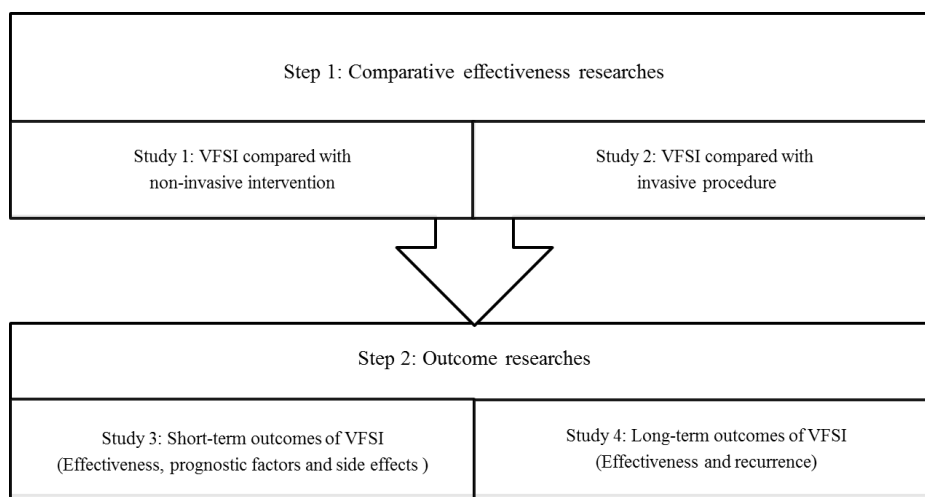 Step 1: Comparative effectiveness researches
Study 1: VFSI compared with
non-invasive intervention
Study 2: VFSI compared with
invasive procedure
Step 2: Outcome researches
Study 3: Short-term outcomes of VFSI
(Effectiveness, prognostic factors and side effects )
Study 4: Long-term outcomes of VFSI
(Effectiveness and recurrence)